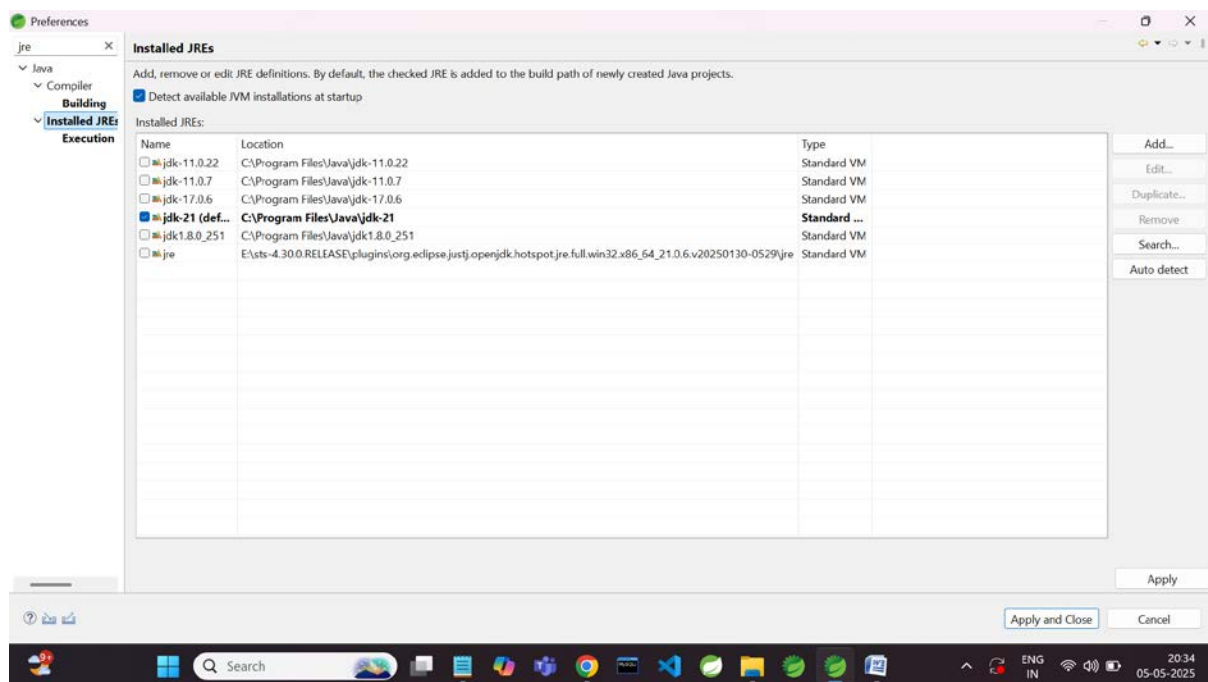 Preferences
jre
Installed JREs
Java
Compiler
Building
Installed JREs
Execution
Add, remove or edit JRE definitions. By default, the checked JRE is added to the build path of newly created Java projects.
Detect available JVM installations at startup
Installed JREs:
Name Location Type
jdk-11.0.22 C:\Program Files\Java\jdk-11.0.22 Standard VM
jdk-11.0.7 C:\Program Files\Java\jdk-11.0.7 Standard VM
jdk-17.0.6 C:\Program Files\Java\jdk-17.0.6 Standard VM
jdk-21 (def... C:\Program Files\Java\jdk-21 Standard ...
jdk1.8.0_251 C:\Program Files\Java\jdk1.8.0_251 Standard VM
jre E:\sts-4.30.0.RELEASE\plugins\org.eclipse.justj.openjdk.hotspot.jre.full.win32.x86_64_21.0.6.v20250130-0529\jre Standard VM
Add...
Edit...
Duplicate...
Remove
Search...
Auto detect
Apply
Apply and Close Cancel
9+
Search
ENG
IN
20:34
05-05-2025